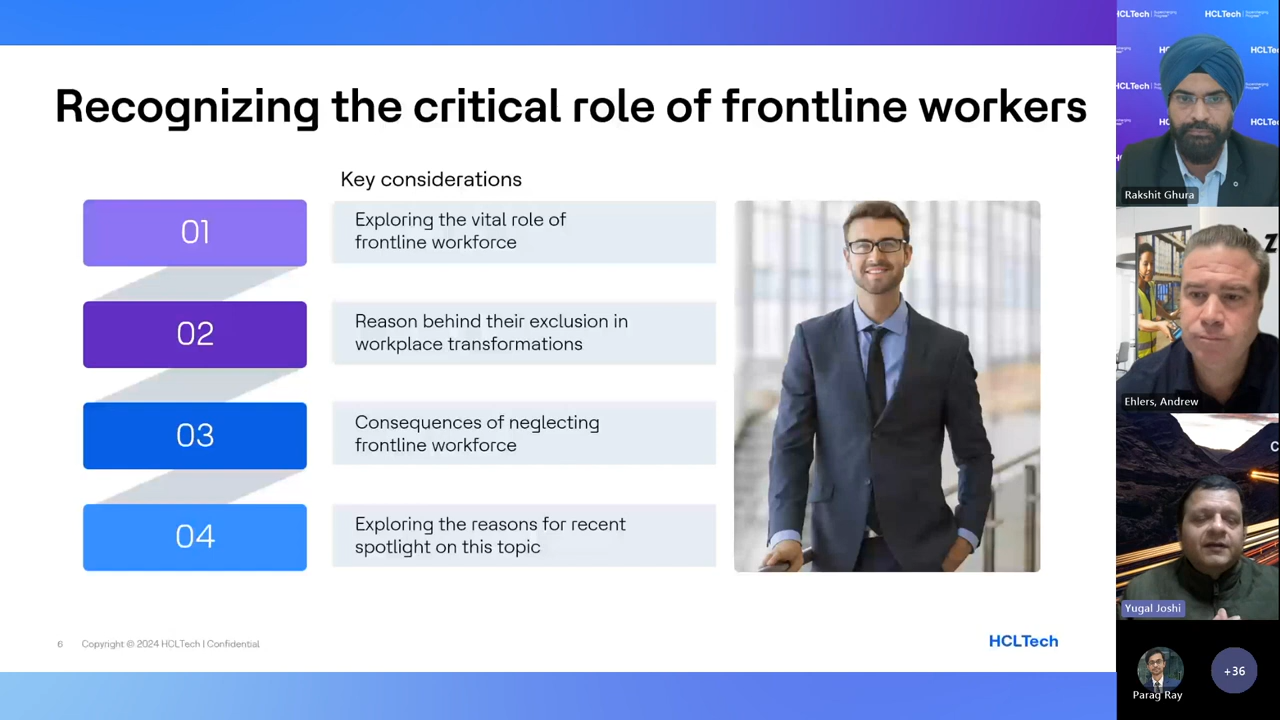 Recognizing the critical role of frontline workers
Key considerations
01
Exploring the vital role of
frontline workforce
02
Reason behind their exclusion in
workplace transformations
03
Consequences of neglecting
frontline workforce
04
Exploring the reasons for recent
spotlight on this topic
6
Copyright © 2024 HCLTech | Confidential
HCLTech
HCLTech
HCLTech
Rakshit Ghura
Ehlers, Andrew
Yugal Joshi
Parag Ray
+36